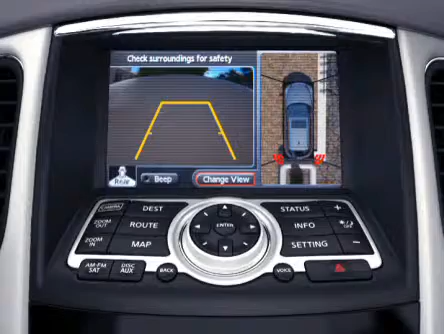 Check surroundings for safety
Rear
Beep
Change View
CAMERA
DEST
STATUS
+
ZOOM OUT
ROUTE
ENTER
INFO
ZOOM IN
MAP
SETTING
-
AM·FM SAT
DISC AUX
BACK
VOICE